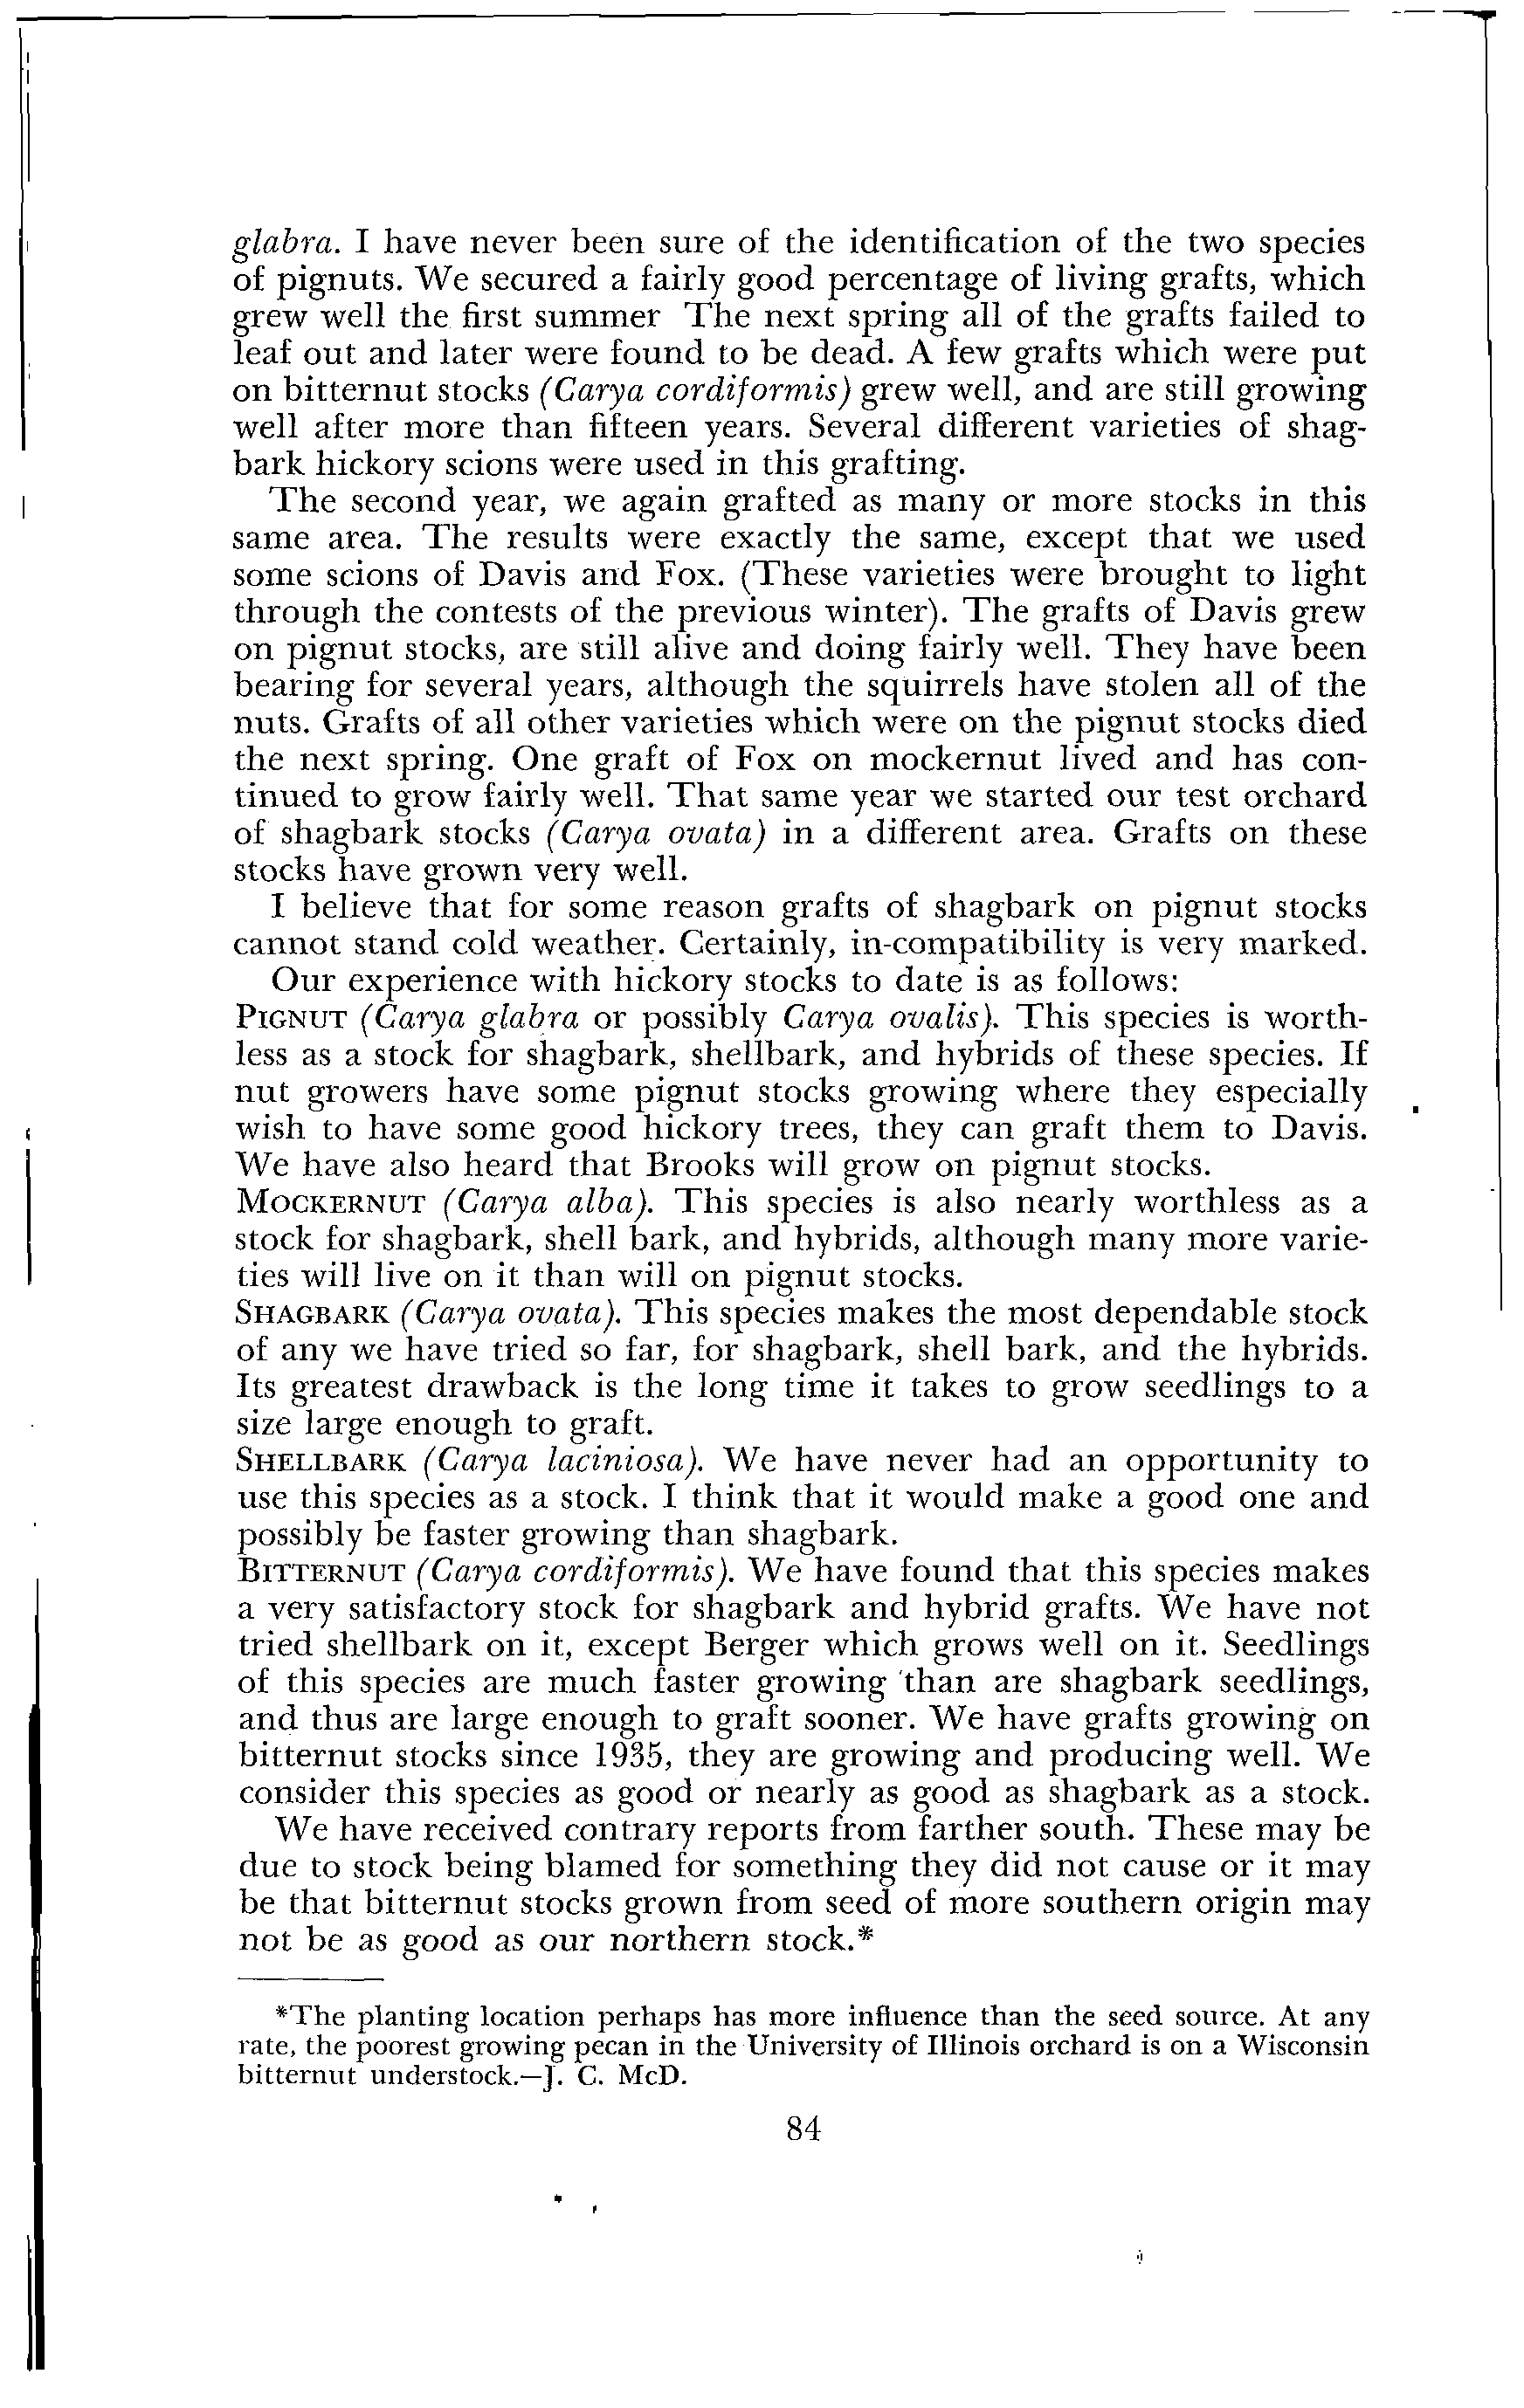 glabra. I have never been sure of the identification of the two species
of pignuts. We secured a fairly good percentage of living grafts, which
grew well the first summer The next spring all of the grafts failed to
leaf out and later were found to be dead. A few grafts which were put
on bitternut stocks (Carya cordiformis) grew well, and are still growing
well after more than fifteen years. Several different varieties of shag-
bark hickory scions were used in this grafting.
The second year, we again grafted as many or more stocks in this
same area. The results were exactly the same, except that we used
some scions of Davis and Fox. (These varieties were brought to light
through the contests of the previous winter). The grafts of Davis grew
on pignut stocks, are still alive and doing fairly well. They have been
bearing for several years, although the squirrels have stolen all of the
nuts. Grafts of all other varieties which were on the pignut stocks died
the next spring. One graft of Fox on mockernut lived and has con-
tinued to grow fairly well. That same year we started our test orchard
of shagbark stocks (Carya ovata) in a different area. Grafts on these
stocks have grown very well.
I believe that for some reason grafts of shagbark on pignut stocks
cannot stand cold weather. Certainly, in-compatibility is very marked.
Our experience with hickory stocks to date is as follows:
PIGNUT (Carya glabra or possibly Carya ovalis). This species is worth-
less as a stock for shagbark, shellbark, and hybrids of these species. If
nut growers have some pignut stocks growing where they especially
wish to have some good hickory trees, they can graft them to Davis.
We have also heard that Brooks will grow on pignut stocks.
MOCKERNUT (Carya alba). This species is also nearly worthless as a
stock for shagbark, shell bark, and hybrids, although many more varie-
ties will live on it than will on pignut stocks.
SHAGBARK (Carya ovata). This species makes the most dependable stock
of any we have tried so far, for shagbark, shell bark, and the hybrids.
Its greatest drawback is the long time it takes to grow seedlings to a
size large enough to graft.
SHELLBARK (Carya laciniosa). We have never had an opportunity to
use this species as a stock. I think that it would make a good one and
possibly be faster growing than shagbark.
BITTERNUT (Carya cordiformis). We have found that this species makes
a very satisfactory stock for shagbark and hybrid grafts. We have not
tried shellbark on it, except Berger which grows well on it. Seedlings
of this species are much faster growing than are shagbark seedlings,
and thus are large enough to graft sooner. We have grafts growing on
bitternut stocks since 1935, they are growing and producing well. We
consider this species as good or nearly as good as shagbark as a stock.
We have received contrary reports from farther south. These may be
due to stock being blamed for something they did not cause or it may
be that bitternut stocks grown from seed of more southern origin may
not be as good as our northern stock.*
*The planting location perhaps has more influence than the seed source. At any
rate, the poorest growing pecan in the University of Illinois orchard is on a Wisconsin
bitternut understock.—J. C. McD.
84